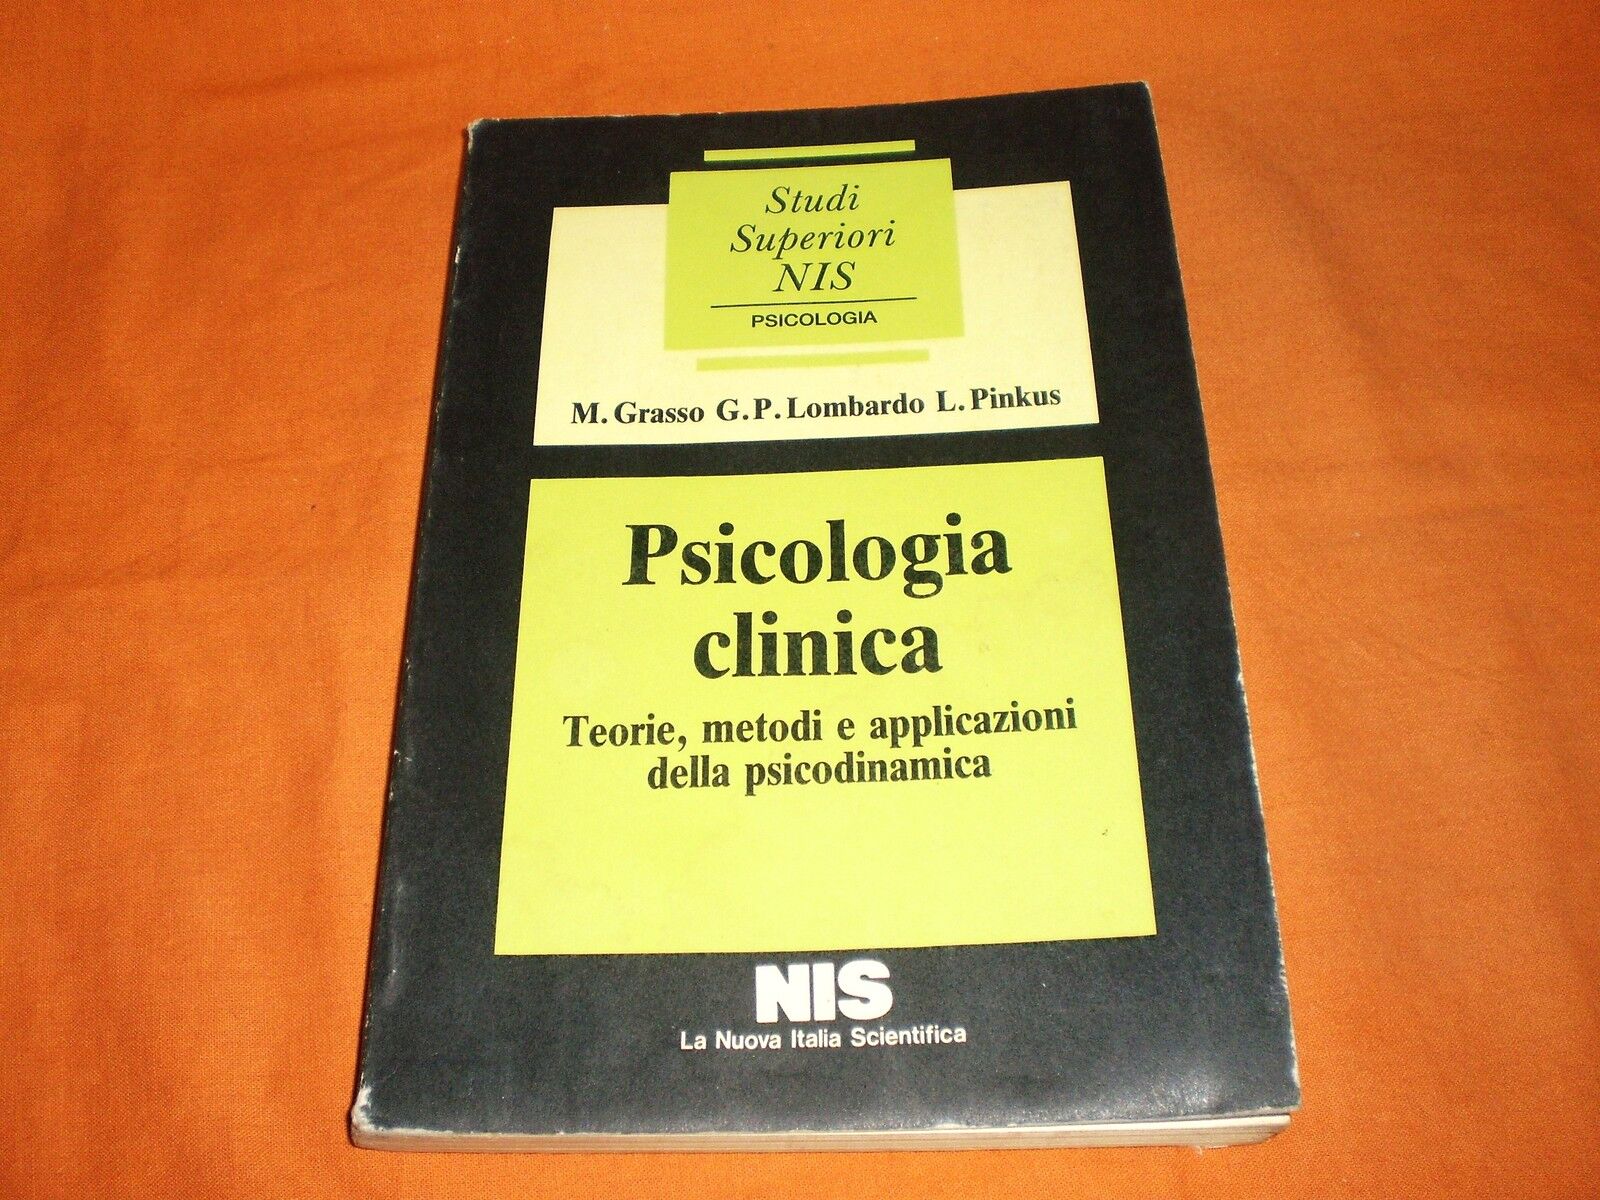 Studi
Superiori
NIS
PSICOLOGIA
M. Grasso G.P. Lombardo L. Pinkus
Psicologia
clinica
Teorie, metodi e applicazioni
della psicodinamica
NIS
La Nuova Italia Scientifica